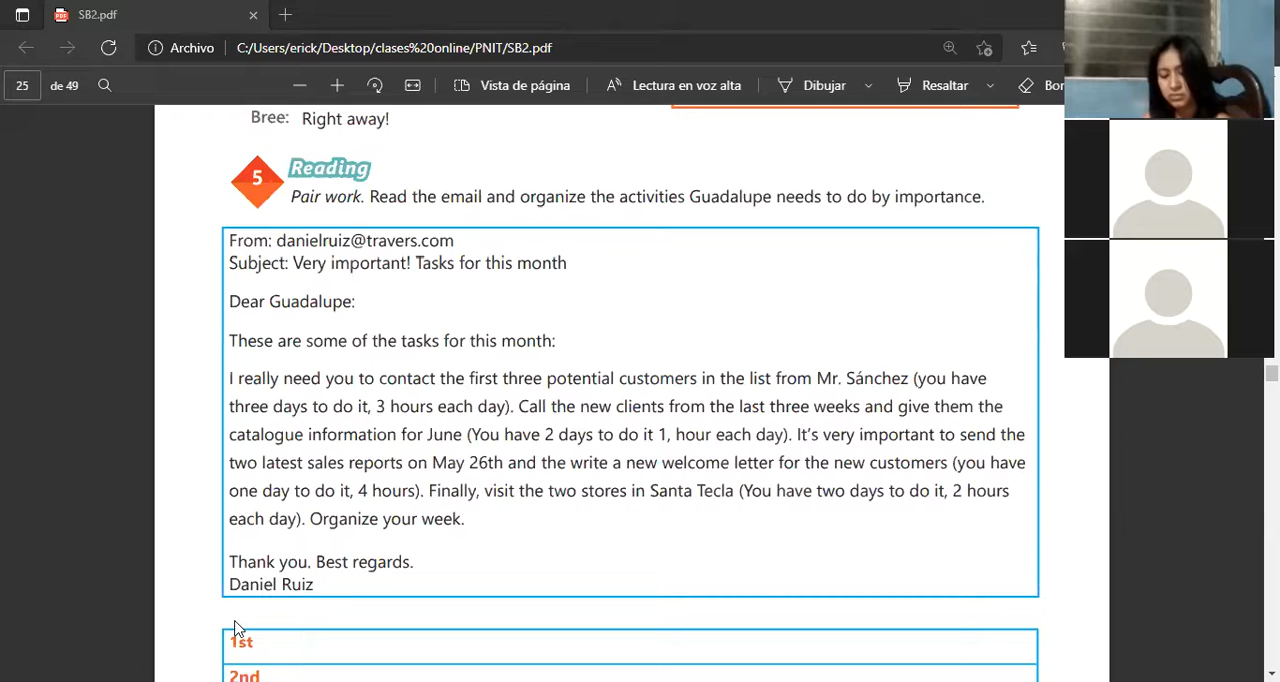 SB2.pdf
Archivo C:/Users/erick/Desktop/clases%20online/PNIT/SB2.pdf
25 de 49 Vista de página Lectura en voz alta Dibujar Resaltar Bor
Bree: Right away!
5 Reading
Pair work. Read the email and organize the activities Guadalupe needs to do by importance.
From: danielruiz@travers.com
Subject: Very important! Tasks for this month
Dear Guadalupe:
These are some of the tasks for this month:
I really need you to contact the first three potential customers in the list from Mr. Sánchez (you have
three days to do it, 3 hours each day). Call the new clients from the last three weeks and give them the
catalogue information for June (You have 2 days to do it 1, hour each day). It's very important to send the
two latest sales reports on May 26th and the write a new welcome letter for the new customers (you have
one day to do it, 4 hours). Finally, visit the two stores in Santa Tecla (You have two days to do it, 2 hours
each day). Organize your week.
Thank you. Best regards.
Daniel Ruiz
1st
2nd